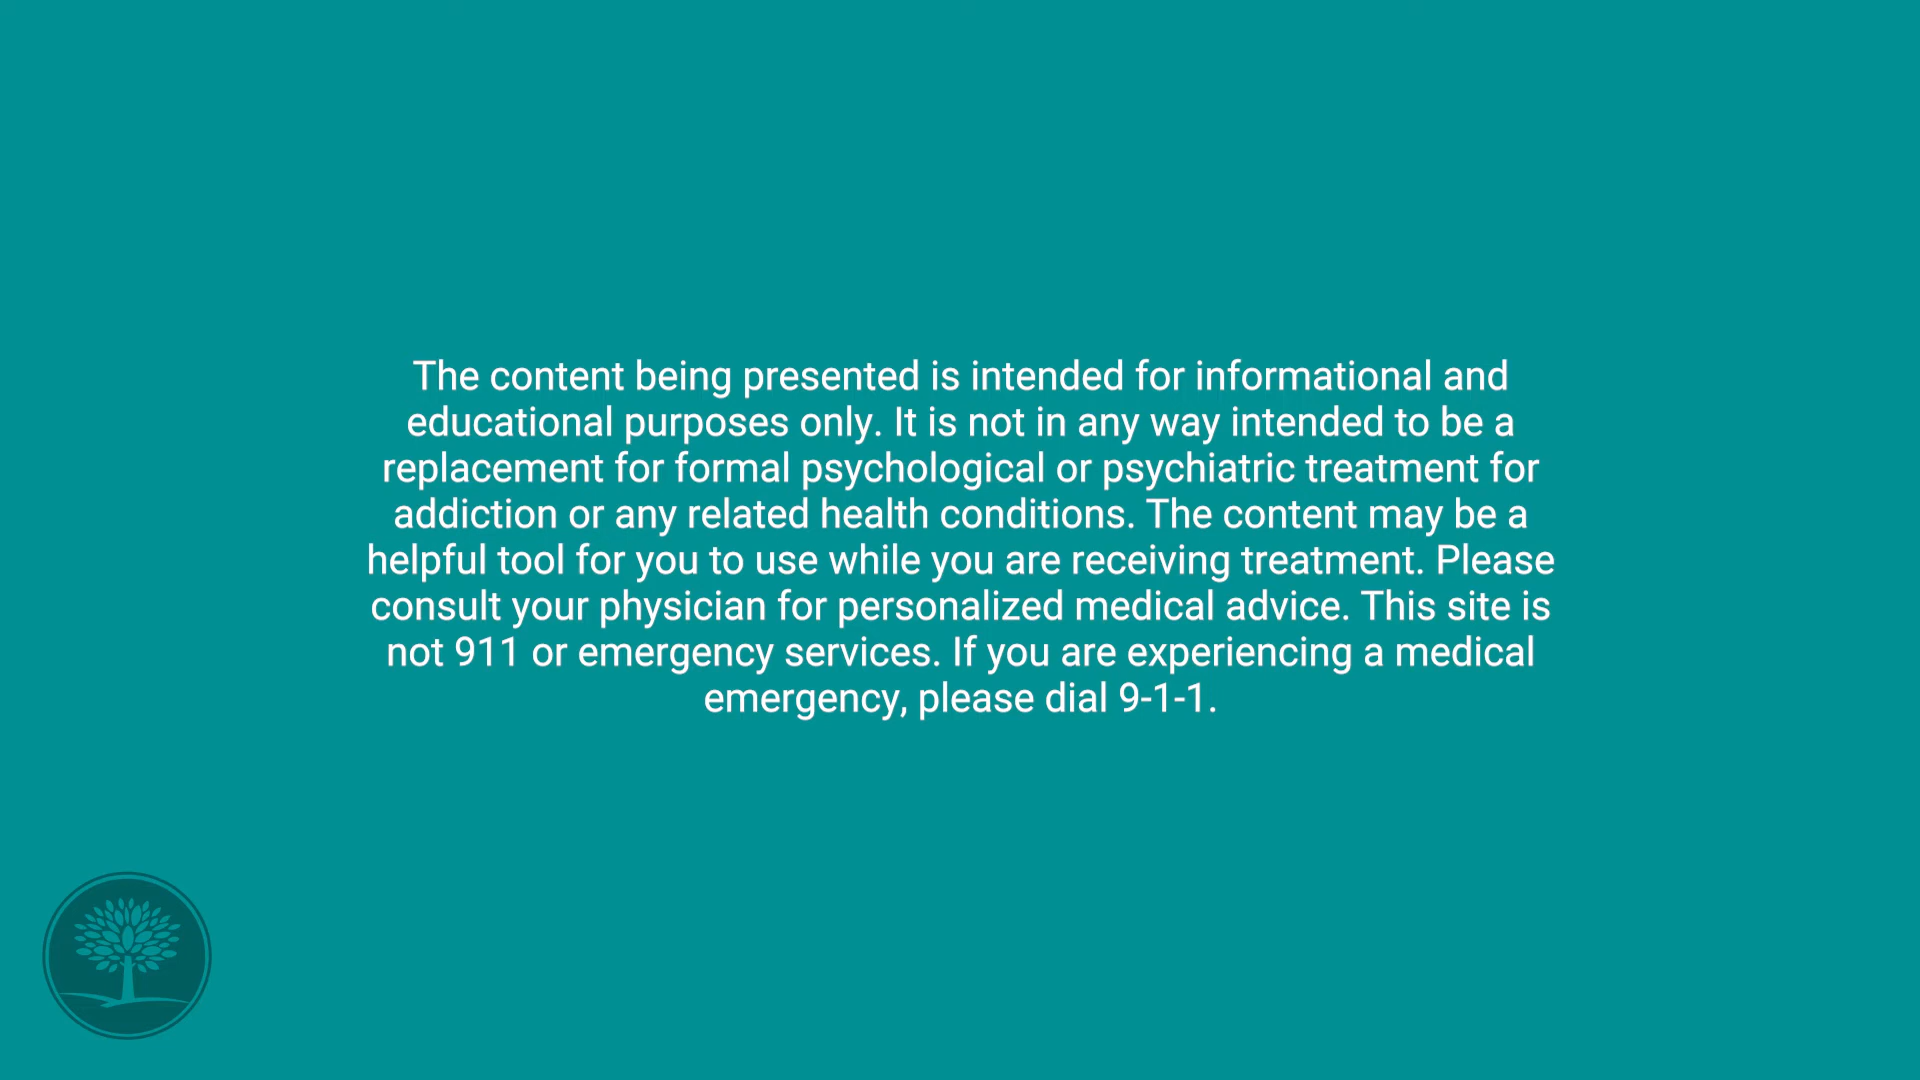 The content being presented is intended for informational and
educational purposes only. It is not in any way intended to be a
replacement for formal psychological or psychiatric treatment for
addiction or any related health conditions. The content may be a
helpful tool for you to use while you are receiving treatment. Please
consult your physician for personalized medical advice. This site is
not 911 or emergency services. If you are experiencing a medical
emergency, please dial 9-1-1.